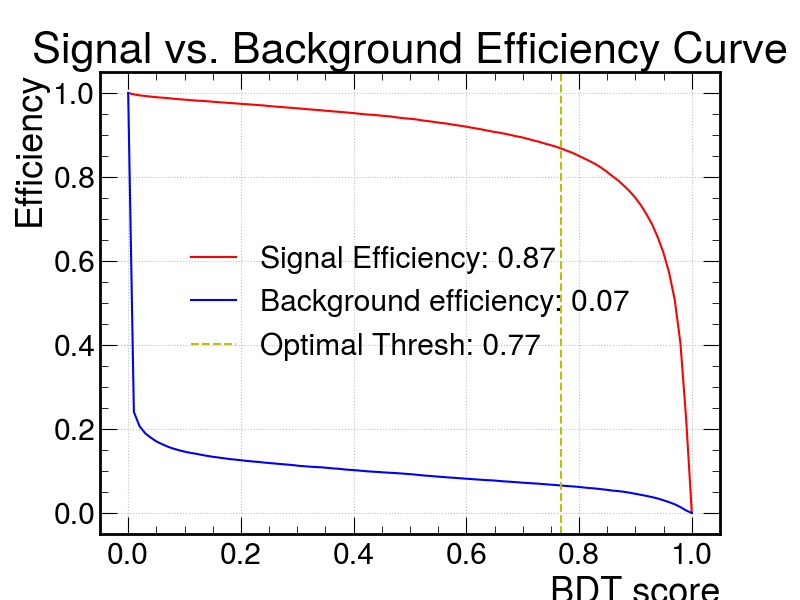 Signal vs. Background Efficiency Curve
Efficiency
1.0
0.8
0.6
0.4
0.2
0.0
Signal Efficiency: 0.87
Background efficiency: 0.07
Optimal Thresh: 0.77
0.0 0.2 0.4 0.6 0.8 1.0
BDT score